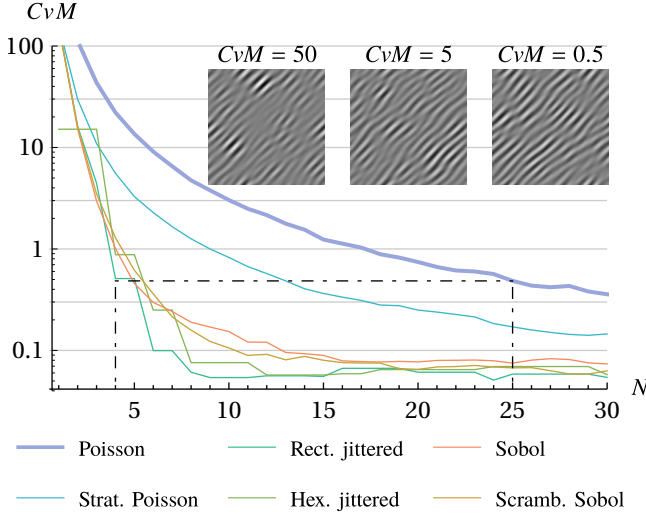 CvM
CvM = 50 CvM = 5 CvM = 0.5
100
10
1
0.1
5 10 15 20 25 30
N
Poisson Rect. jittered Sobol
Strat. Poisson Hex. jittered Scramb. Sobol